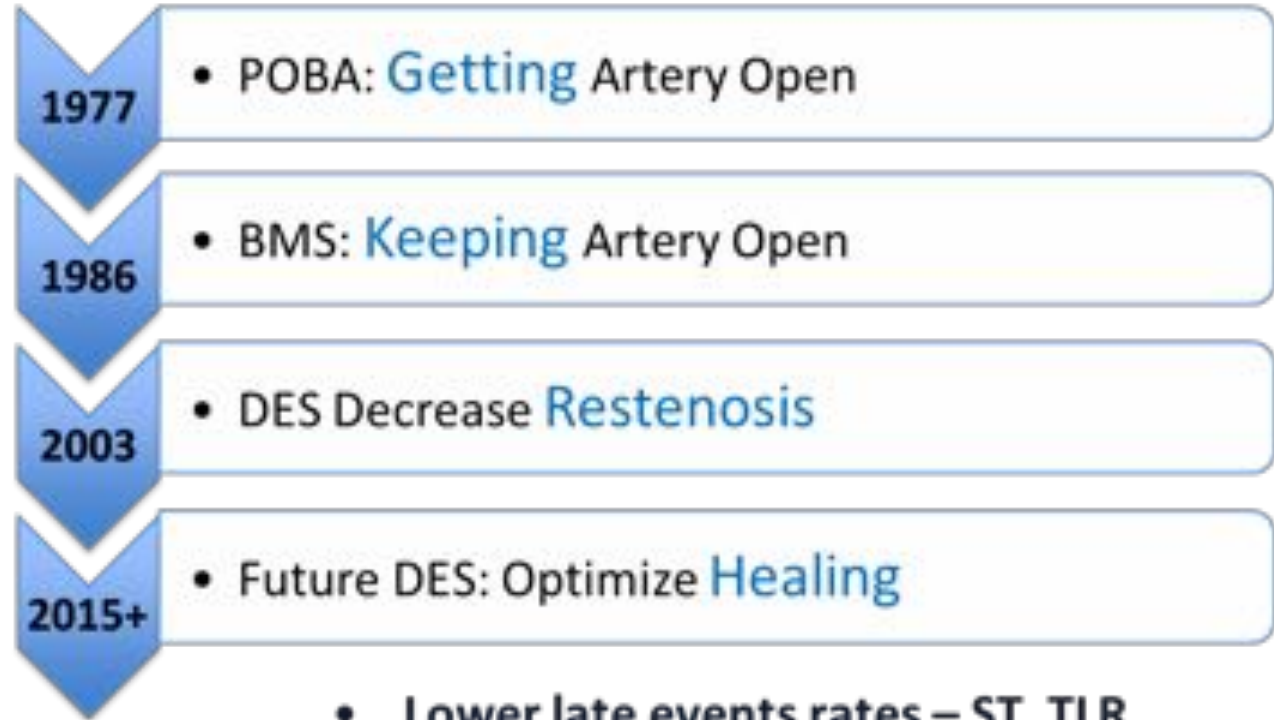 1977
• POBA: Getting Artery Open
1986
• BMS: Keeping Artery Open
2003
• DES Decrease Restenosis
2015+
• Future DES: Optimize Healing
• Lower late events rates – ST, TLR